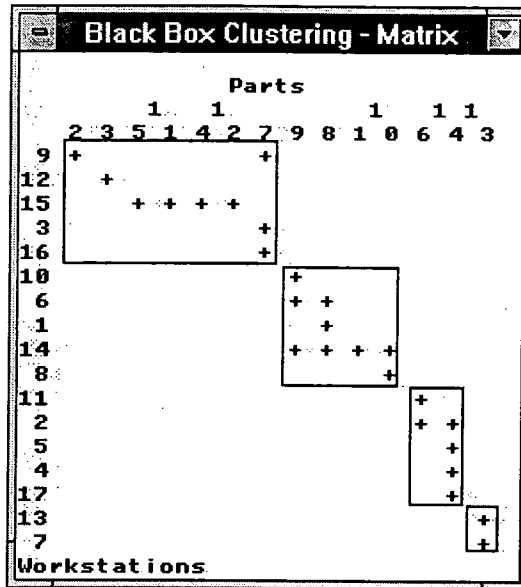 Black Box Clustering - Matrix
Parts
1 1 1 1 1
2 3 5 1 4 2 7 9 8 1 0 6 4 3
9 + +
12 +
15 + + + +
3 +
16 +
10 +
6 + +
1 +
14 + + + +
8 +
11 +
2 + +
5 +
4 +
17 +
13 +
7 +
Workstations